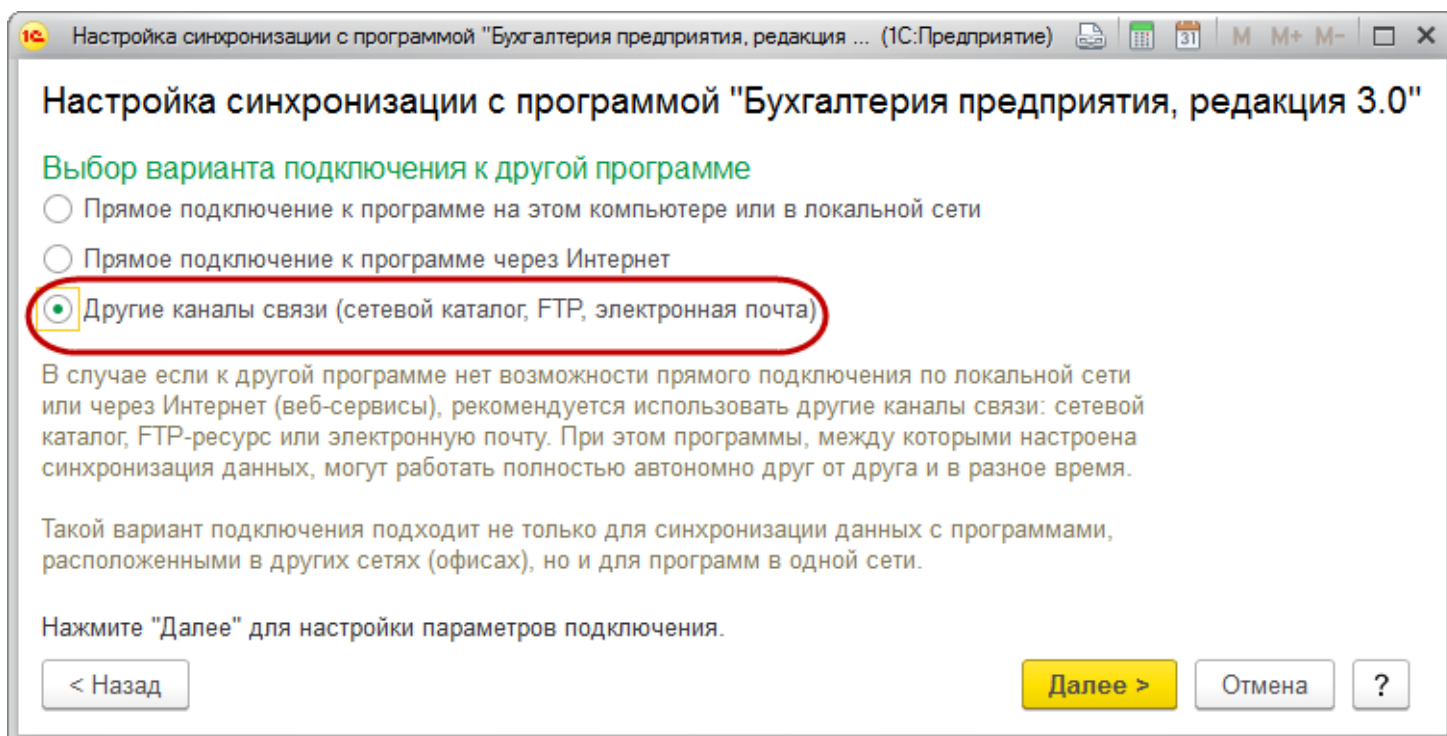 1С Настройка синхронизации с программой "Бухгалтерия предприятия, редакция ... (1С:Предприятие) 31 M M+ M-
Настройка синхронизации с программой "Бухгалтерия предприятия, редакция 3.0"
Выбор варианта подключения к другой программе
Прямое подключение к программе на этом компьютере или в локальной сети
Прямое подключение к программе через Интернет
Другие каналы связи (сетевой каталог, FTP, электронная почта)
В случае если к другой программе нет возможности прямого подключения по локальной сети
или через Интернет (веб-сервисы), рекомендуется использовать другие каналы связи: сетевой
каталог, FTP-ресурс или электронную почту. При этом программы, между которыми настроена
синхронизация данных, могут работать полностью автономно друг от друга и в разное время.
Такой вариант подключения подходит не только для синхронизации данных с программами,
расположенными в других сетях (офисах), но и для программ в одной сети.
Нажмите "Далее" для настройки параметров подключения.
< Назад Далее > Отмена ?